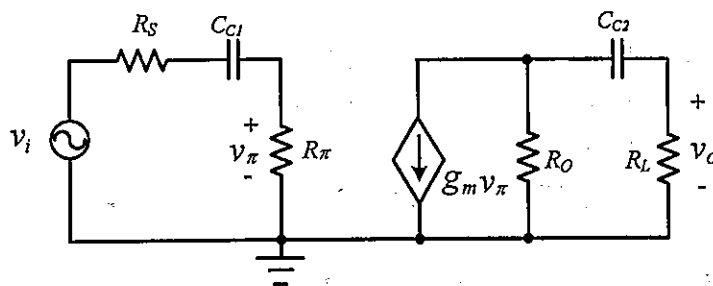 R_S
C_C1
C_C2
v_i
+
v_π
-
R_π
g_m v_π
R_O
R_L
+
v_o
-